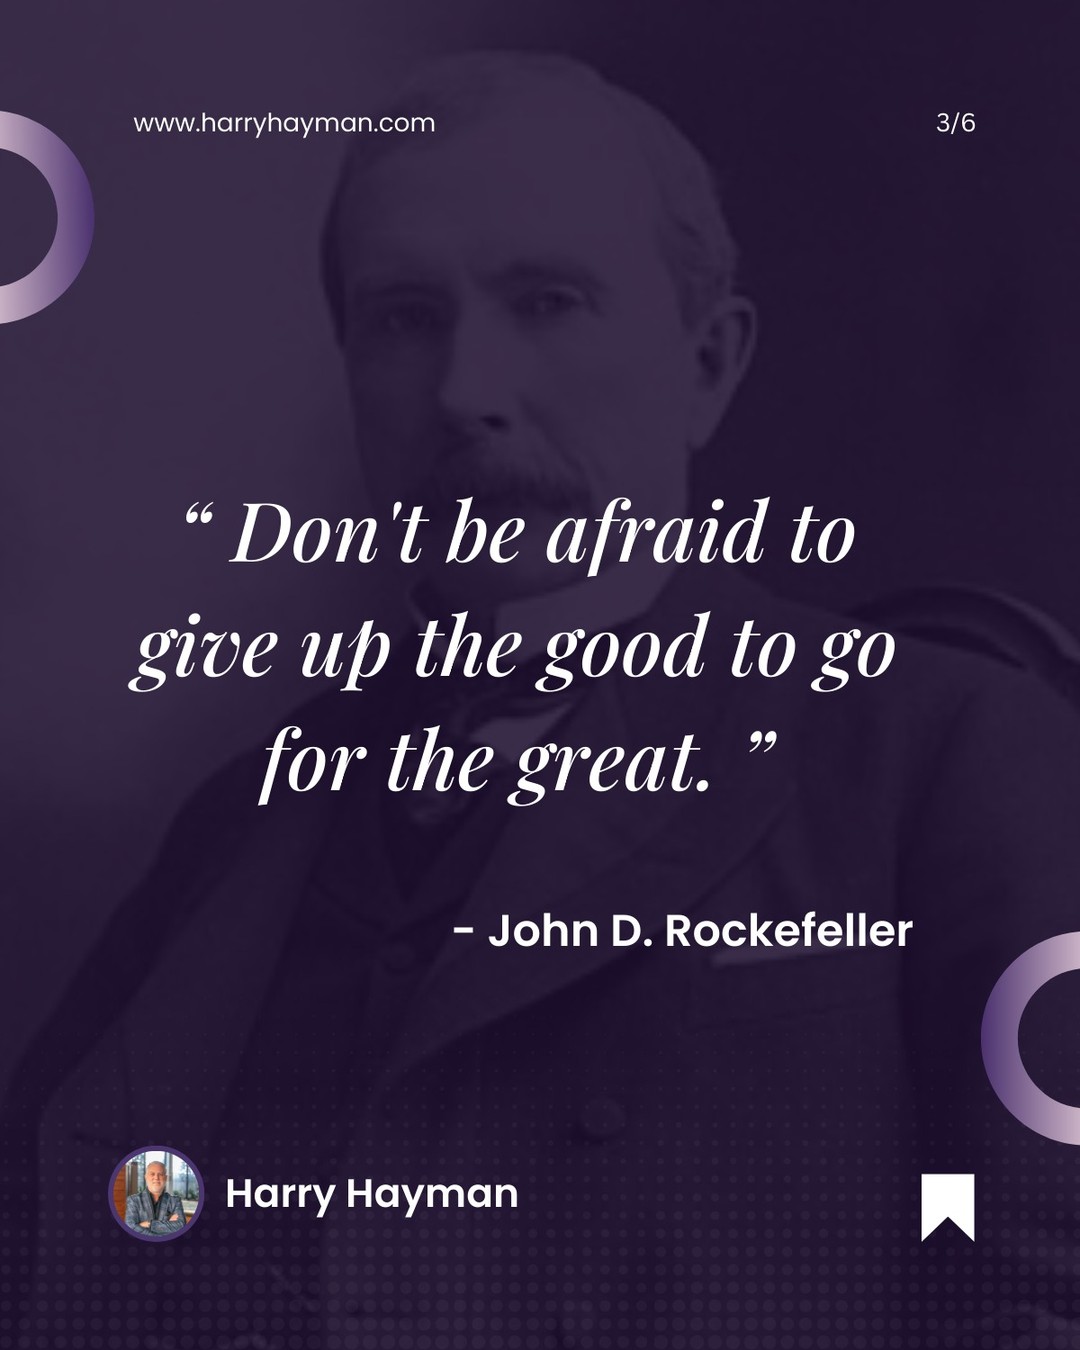 www.harryhayman.com
3/6
“ Don't be afraid to
give up the good to go
for the great. ”
- John D. Rockefeller
Harry Hayman